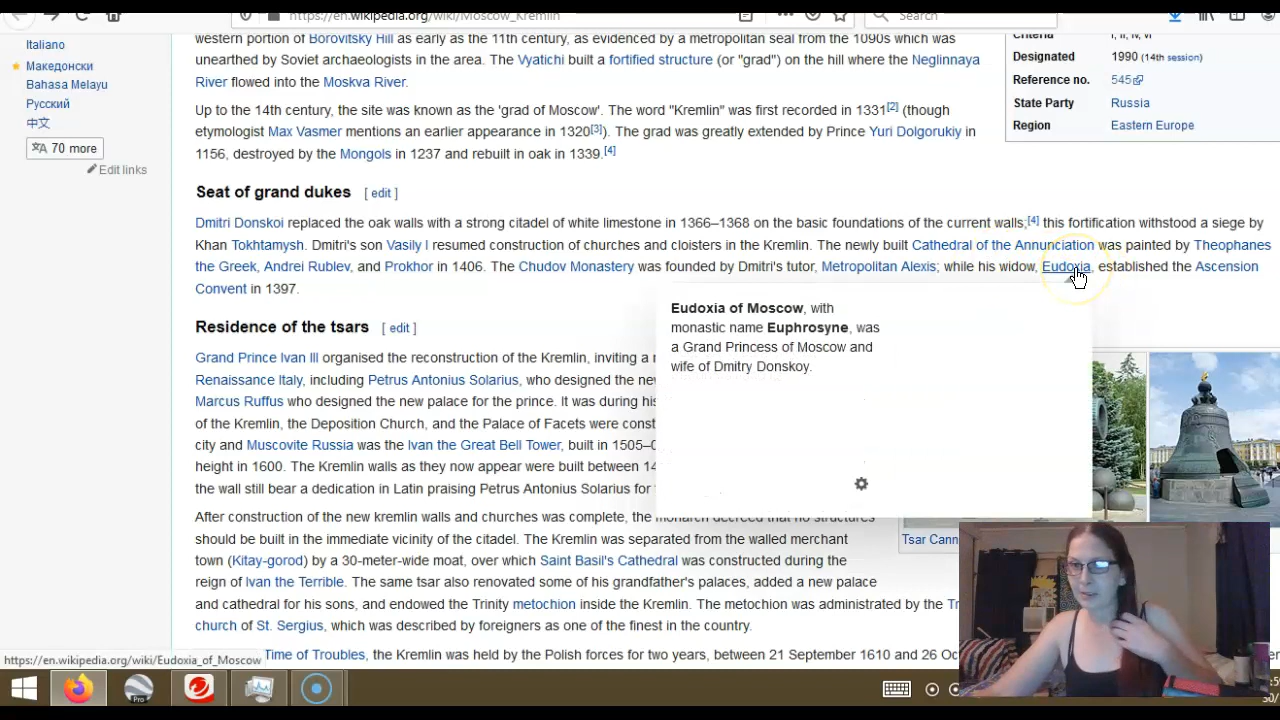 https://en.wikipedia.org/wiki/Moscow_Kremlin
Search
Italiano
Македонски
Bahasa Melayu
Русский
中文
70 more
Edit links
western portion of Borovitsky Hill as early as the 11th century, as evidenced by a metropolitan seal from the 1090s which was
unearthed by Soviet archaeologists in the area. The Vyatichi built a fortified structure (or "grad") on the hill where the Neglinnaya
River flowed into the Moskva River.
Up to the 14th century, the site was known as the 'grad of Moscow'. The word "Kremlin" was first recorded in 1331[2] (though
etymologist Max Vasmer mentions an earlier appearance in 1320[3]). The grad was greatly extended by Prince Yuri Dolgorukiy in
1156, destroyed by the Mongols in 1237 and rebuilt in oak in 1339.[4]
Criteria I, II, IV, VI
Designated 1990 (14th session)
Reference no. 545
State Party Russia
Region Eastern Europe
Seat of grand dukes [ edit ]
Dmitri Donskoi replaced the oak walls with a strong citadel of white limestone in 1366–1368 on the basic foundations of the current walls;[4] this fortification withstood a siege by
Khan Tokhtamysh. Dmitri's son Vasily I resumed construction of churches and cloisters in the Kremlin. The newly built Cathedral of the Annunciation was painted by Theophanes
the Greek, Andrei Rublev, and Prokhor in 1406. The Chudov Monastery was founded by Dmitri's tutor, Metropolitan Alexis; while his widow, Eudoxia, established the Ascension
Convent in 1397.
Eudoxia of Moscow, with
monastic name Euphrosyne, was
a Grand Princess of Moscow and
wife of Dmitry Donskoy.
Residence of the tsars [ edit ]
Grand Prince Ivan III organised the reconstruction of the Kremlin, inviting a
Renaissance Italy, including Petrus Antonius Solarius, who designed the
Marcus Ruffus who designed the new palace for the prince. It was during
of the Kremlin, the Deposition Church, and the Palace of Facets were
city and Muscovite Russia was the Ivan the Great Bell Tower, built in 1505–
height in 1600. The Kremlin walls as they now appear were built between
the wall still bear a dedication in Latin praising Petrus Antonius Solarius for
After construction of the new kremlin walls and churches was complete, the monarch decreed that no structures
should be built in the immediate vicinity of the citadel. The Kremlin was separated from the walled merchant
town (Kitay-gorod) by a 30-meter-wide moat, over which Saint Basil's Cathedral was constructed during the
reign of Ivan the Terrible. The same tsar also renovated some of his grandfather's palaces, added a new palace
and cathedral for his sons, and endowed the Trinity metochion inside the Kremlin. The metochion was administrated by the
church of St. Sergius, which was described by foreigners as one of the finest in the country.
Time of Troubles, the Kremlin was held by the Polish forces for two years, between 21 September 1610 and 26
Tsar
https://en.wikipedia.org/wiki/Eudoxia_of_Moscow
Pro